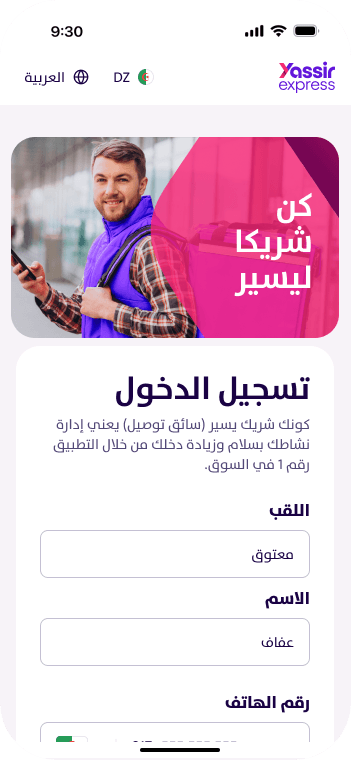 9:30
العربية
DZ
Yassir
express
كن
شريكا
ليسير
تسجيل الدخول
كونك شريك يسير (سائق توصيل) يعني إدارة
نشاطك بسلام وزيادة دخلك من خلال التطبيق
رقم 1 في السوق.
اللقب
معتوق
الاسم
عفاف
رقم الهاتف